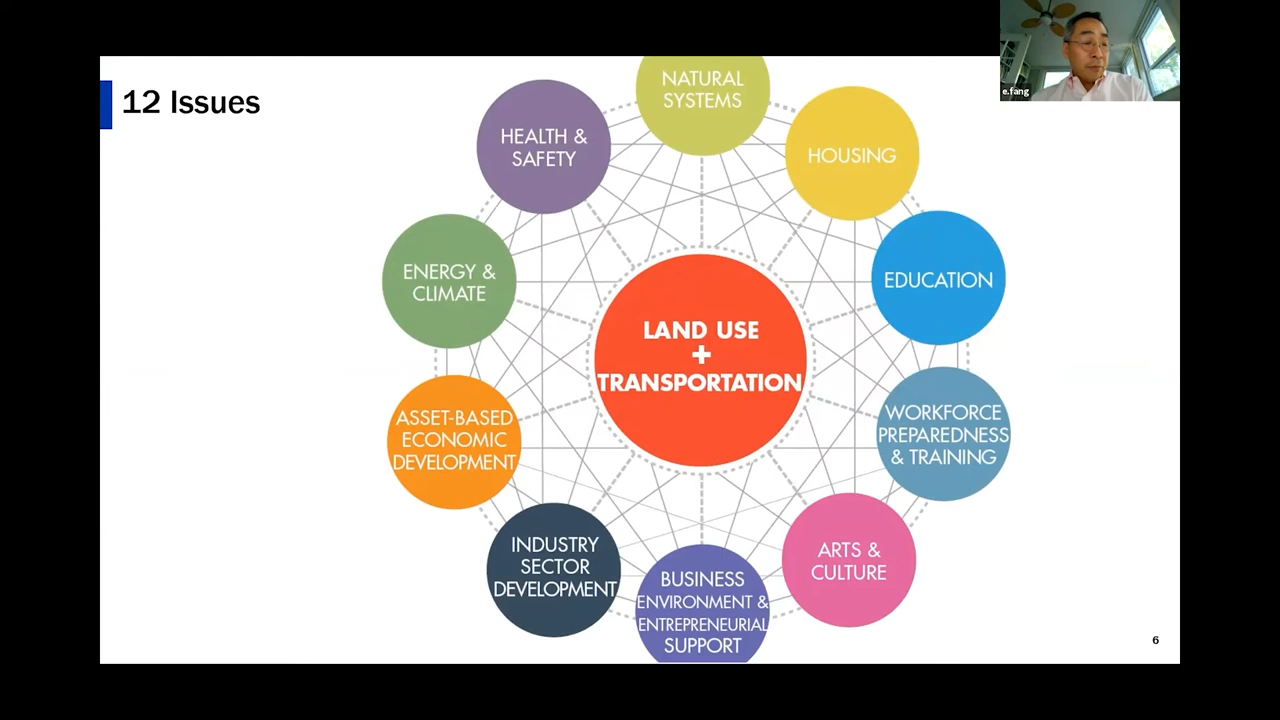 12 Issues
e.fang
NATURAL
SYSTEMS
HOUSING
EDUCATION
WORKFORCE
PREPAREDNESS
& TRAINING
ARTS &
CULTURE
BUSINESS
ENVIRONMENT &
ENTREPRENEURIAL
SUPPORT
INDUSTRY
SECTOR
DEVELOPMENT
ASSET-BASED
ECONOMIC
DEVELOPMENT
ENERGY &
CLIMATE
HEALTH &
SAFETY
LAND USE
+
TRANSPORTATION
6